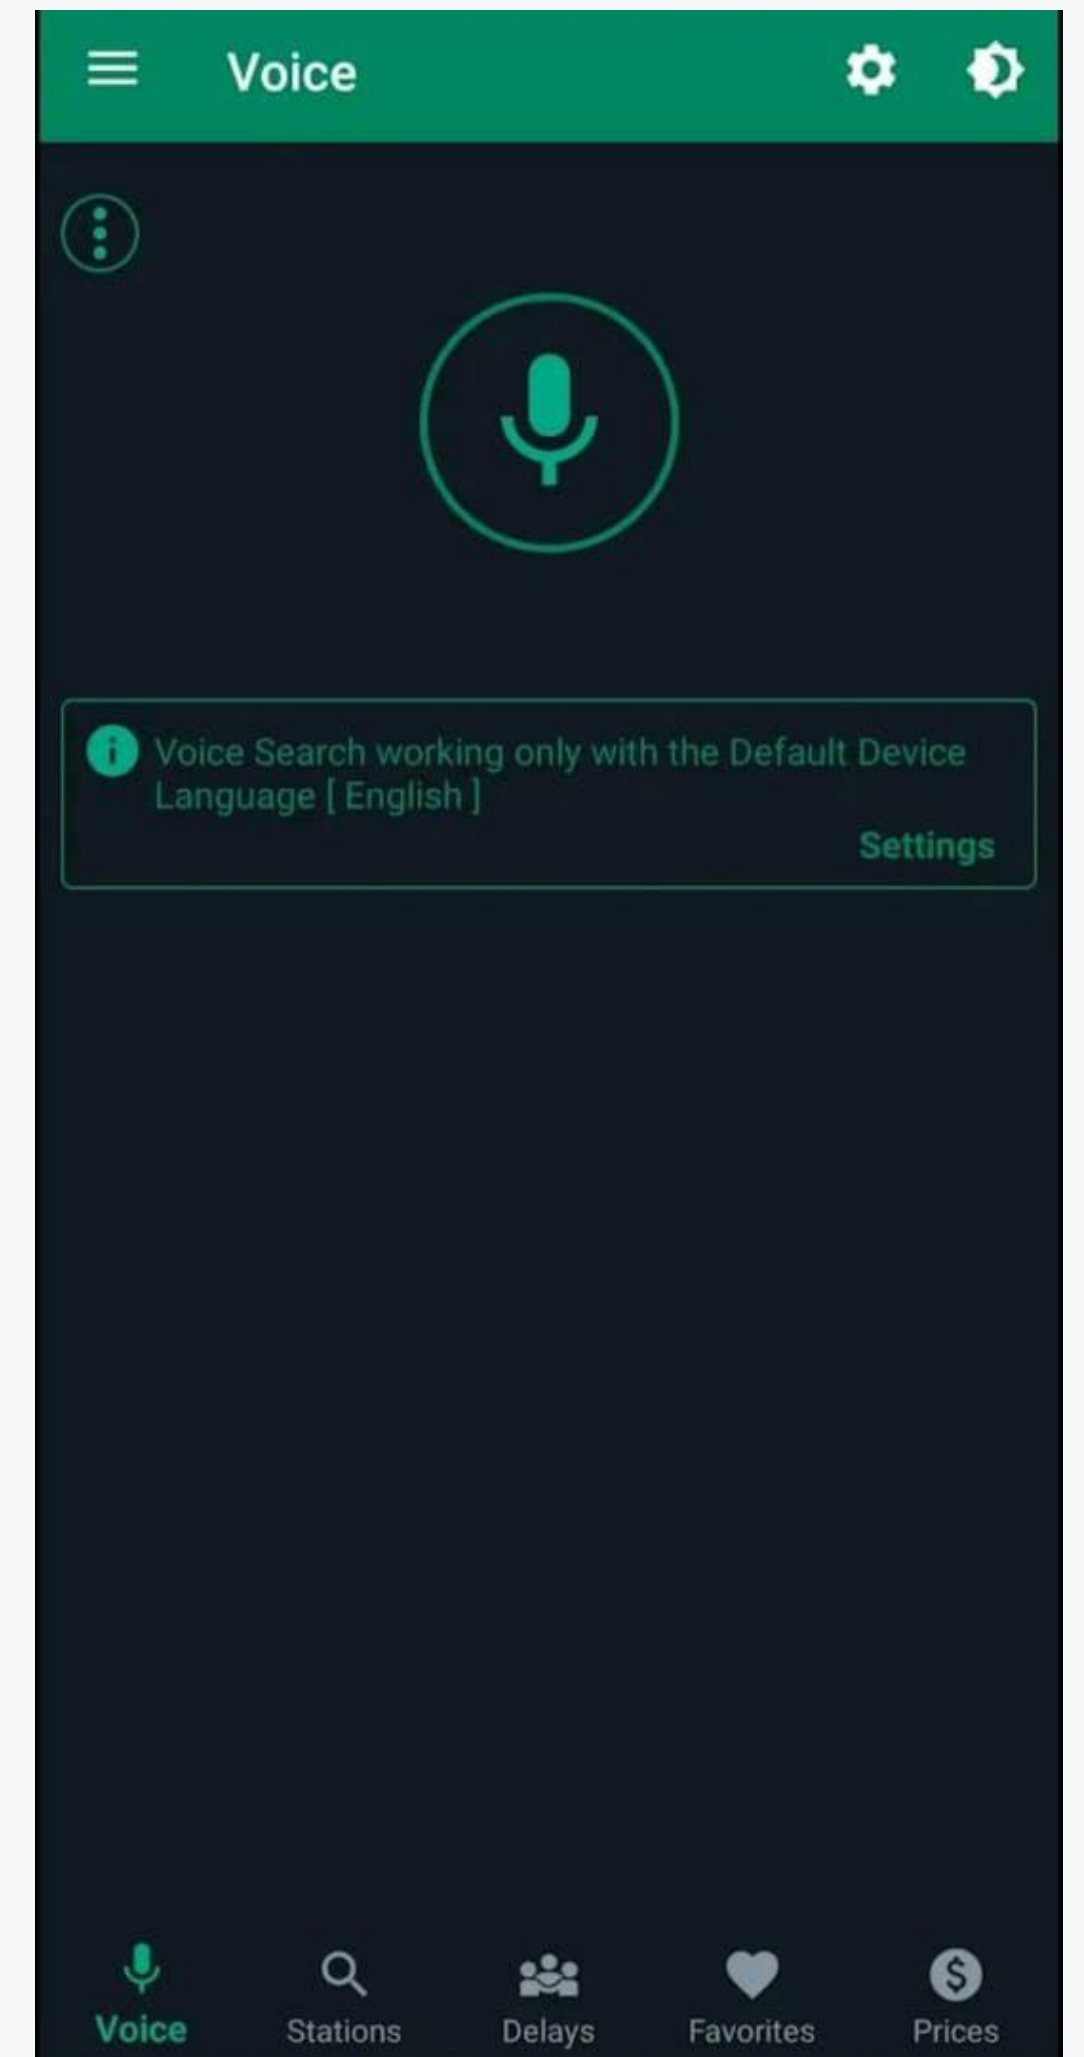 Voice
Voice Search working only with the Default Device
Language [ English ]
Settings
Voice
Stations
Delays
Favorites
Prices